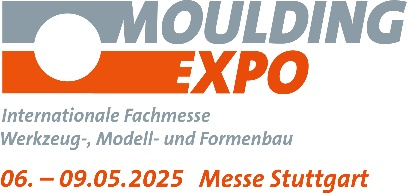 MOULDING
EXPO
Internationale Fachmesse
Werkzeug-, Modell- und Formenbau
06. – 09.05.2025 Messe Stuttgart